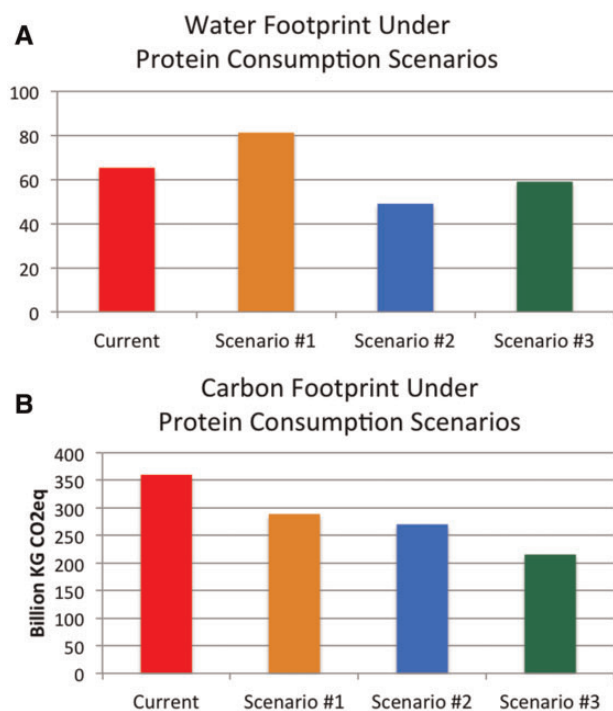 A
Water Footprint Under
Protein Consumption Scenarios
100
80
60
40
20
0
Current Scenario #1 Scenario #2 Scenario #3
B
Carbon Footprint Under
Protein Consumption Scenarios
Billion KG CO2eq
400
350
300
250
200
150
100
50
0
Current Scenario #1 Scenario #2 Scenario #3